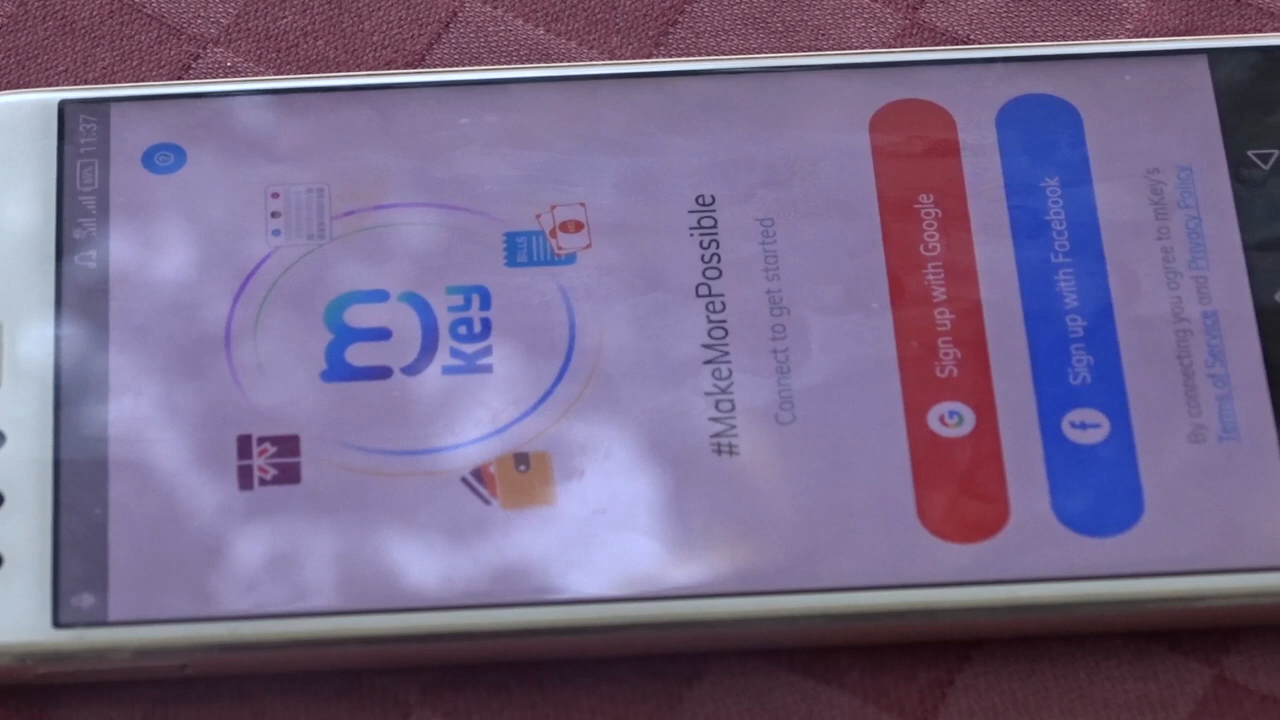 11:37
BILLS
m
key
#MakeMorePossible
Connect to get started
Sign up with Google
Sign up with Facebook
By connecting you agree to mKey's
Terms of Service and Privacy Policy